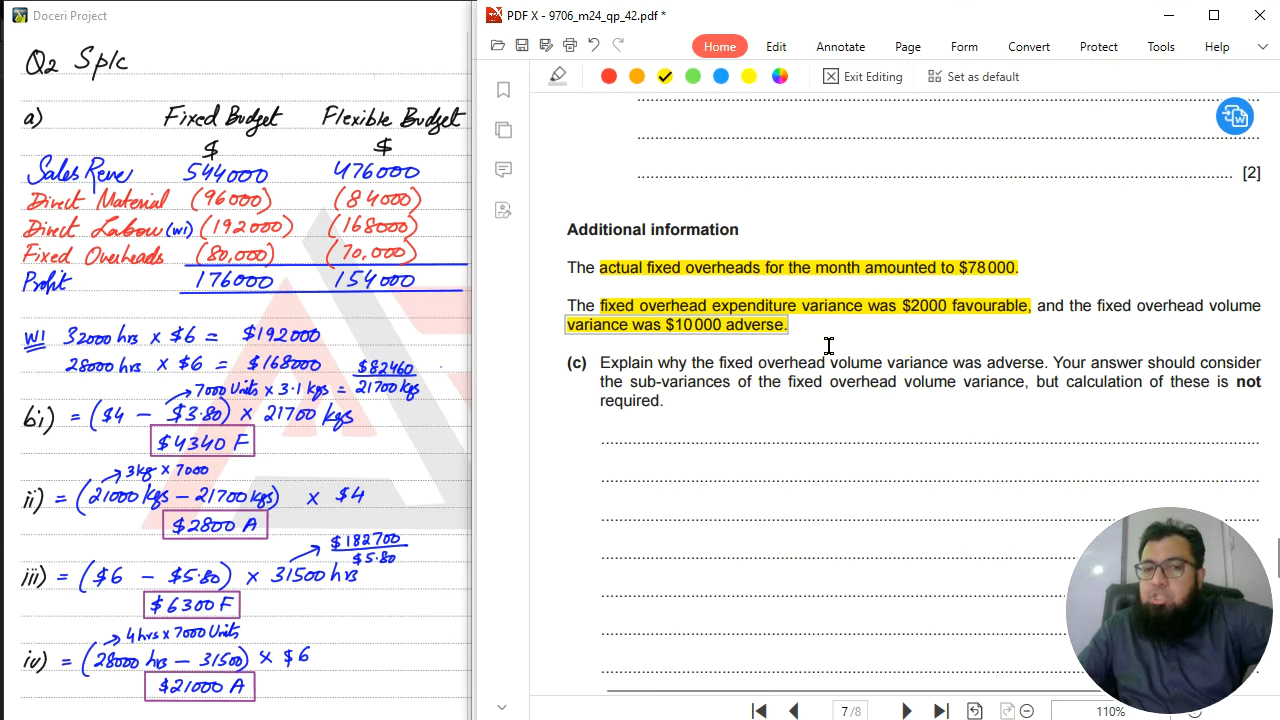 Doceri Project
Q2 Splc
a) Fixed Budget Flexible Budget
$ $
Sales Reve 544000 476000
Direct Material (96000) (84000)
Direct Labour (W1) (192000) (168000)
Fixed Overheads (80,000) (70,000)
Profit 176000 154000
W1 32000 hrs x $6 = $192000
28000 hrs x $6 = $168000 $82460
7000 Units x 3.1 kgs = 21700 kgs
bi) = ($4 - $3.80) x 21700 kgs
$4340 F
3kg x 7000
ii) = (21000 kgs - 21700 kgs) x $4
$2800 A
$182700
$5.80
iii) = ($6 - $5.80) x 31500 hrs
$6300 F
4 hrs x 7000 Units
iv) = (28000 hrs - 31500) x $6
$21000 A
PDF X - 9706_m24_qp_42.pdf *
Home Edit Annotate Page Form Convert Protect Tools Help
Exit Editing Set as default
[2]
Additional information
The actual fixed overheads for the month amounted to $78 000.
The fixed overhead expenditure variance was $2000 favourable, and the fixed overhead volume
variance was $10 000 adverse.
(c) Explain why the fixed overhead volume variance was adverse. Your answer should consider
the sub-variances of the fixed overhead volume variance, but calculation of these is not
required.
7/8 110%